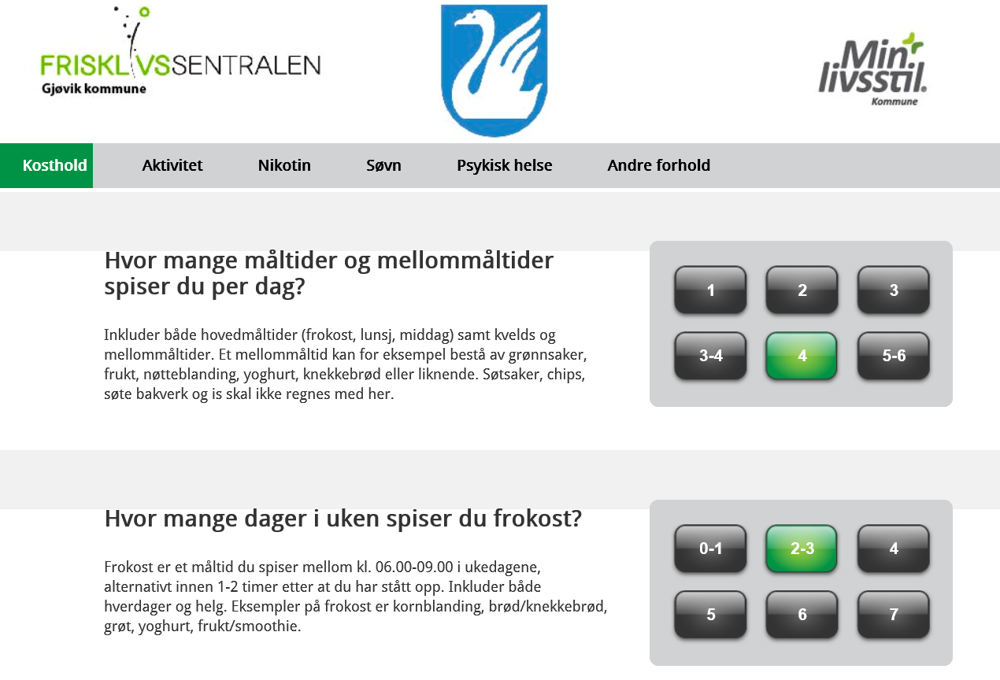 FRISKLIVSSENTRALEN
Gjøvik kommune
Min
livsstil.®
Kommune
Kosthold Aktivitet Nikotin Søvn Psykisk helse Andre forhold
Hvor mange måltider og mellommåltider
spiser du per dag?
Inkluder både hovedmåltider (frokost, lunsj, middag) samt kvelds og
mellommåltider. Et mellommåltid kan for eksempel bestå av grønnsaker,
frukt, nøtteblanding, yoghurt, knekkebrød eller liknende. Søtsaker, chips,
søte bakverk og is skal ikke regnes med her.
1 2 3
3-4 4 5-6
Hvor mange dager i uken spiser du frokost?
Frokost er et måltid du spiser mellom kl. 06.00-09.00 i ukedagene,
alternativt innen 1-2 timer etter at du har stått opp. Inkluder både
hverdager og helg. Eksempler på frokost er kornblanding, brød/knekkebrød,
grøt, yoghurt, frukt/smoothie.
0-1 2-3 4
5 6 7